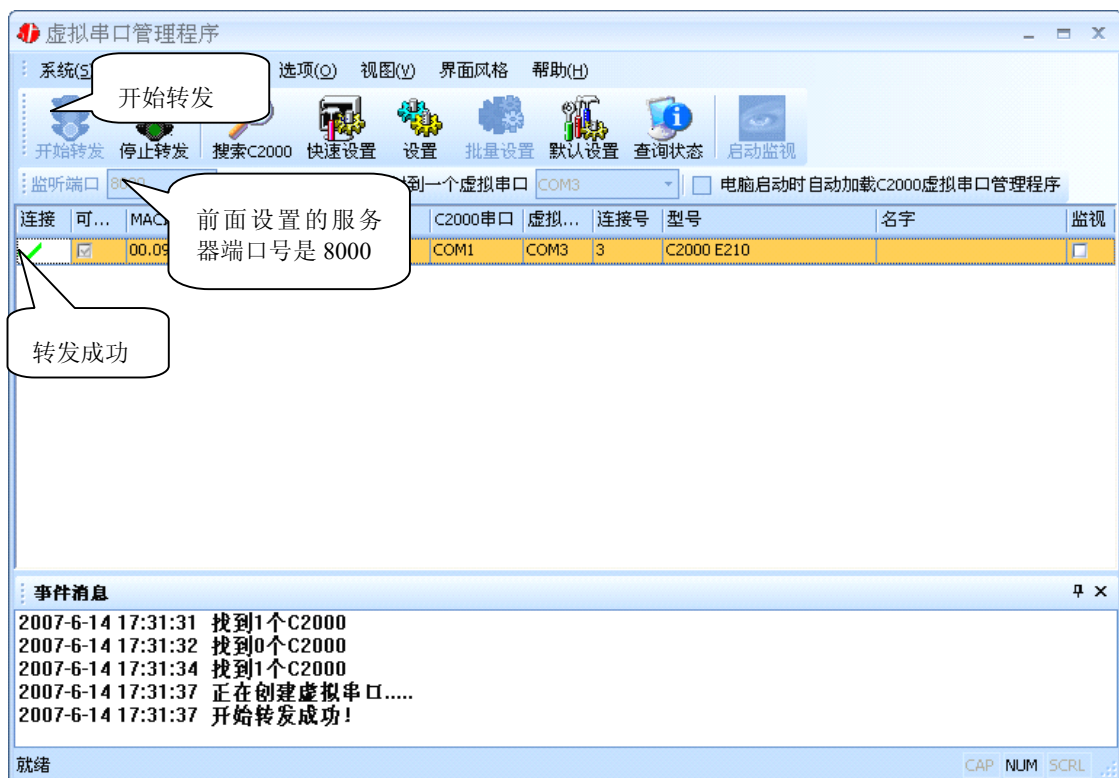 虚拟串口管理程序
系统(S) 选项(O) 视图(V) 界面风格 帮助(H)
开始转发
开始转发 停止转发 搜索C2000 快速设置 设置 批量设置 默认设置 查询状态 启动监视
监听端口 到一个虚拟串口 COM3 电脑启动时自动加载C2000虚拟串口管理程序
前面设置的服务
器端口号是 8000
连接 可... C2000串口 虚拟... 连接号 型号 名字 监视
00.09 COM1 COM3 3 C2000 E210
转发成功
事件消息
2007-6-14 17:31:31 找到1个C2000
2007-6-14 17:31:32 找到0个C2000
2007-6-14 17:31:34 找到1个C2000
2007-6-14 17:31:37 正在创建虚拟串口.....
2007-6-14 17:31:37 开始转发成功!
就绪 CAP NUM SCRL